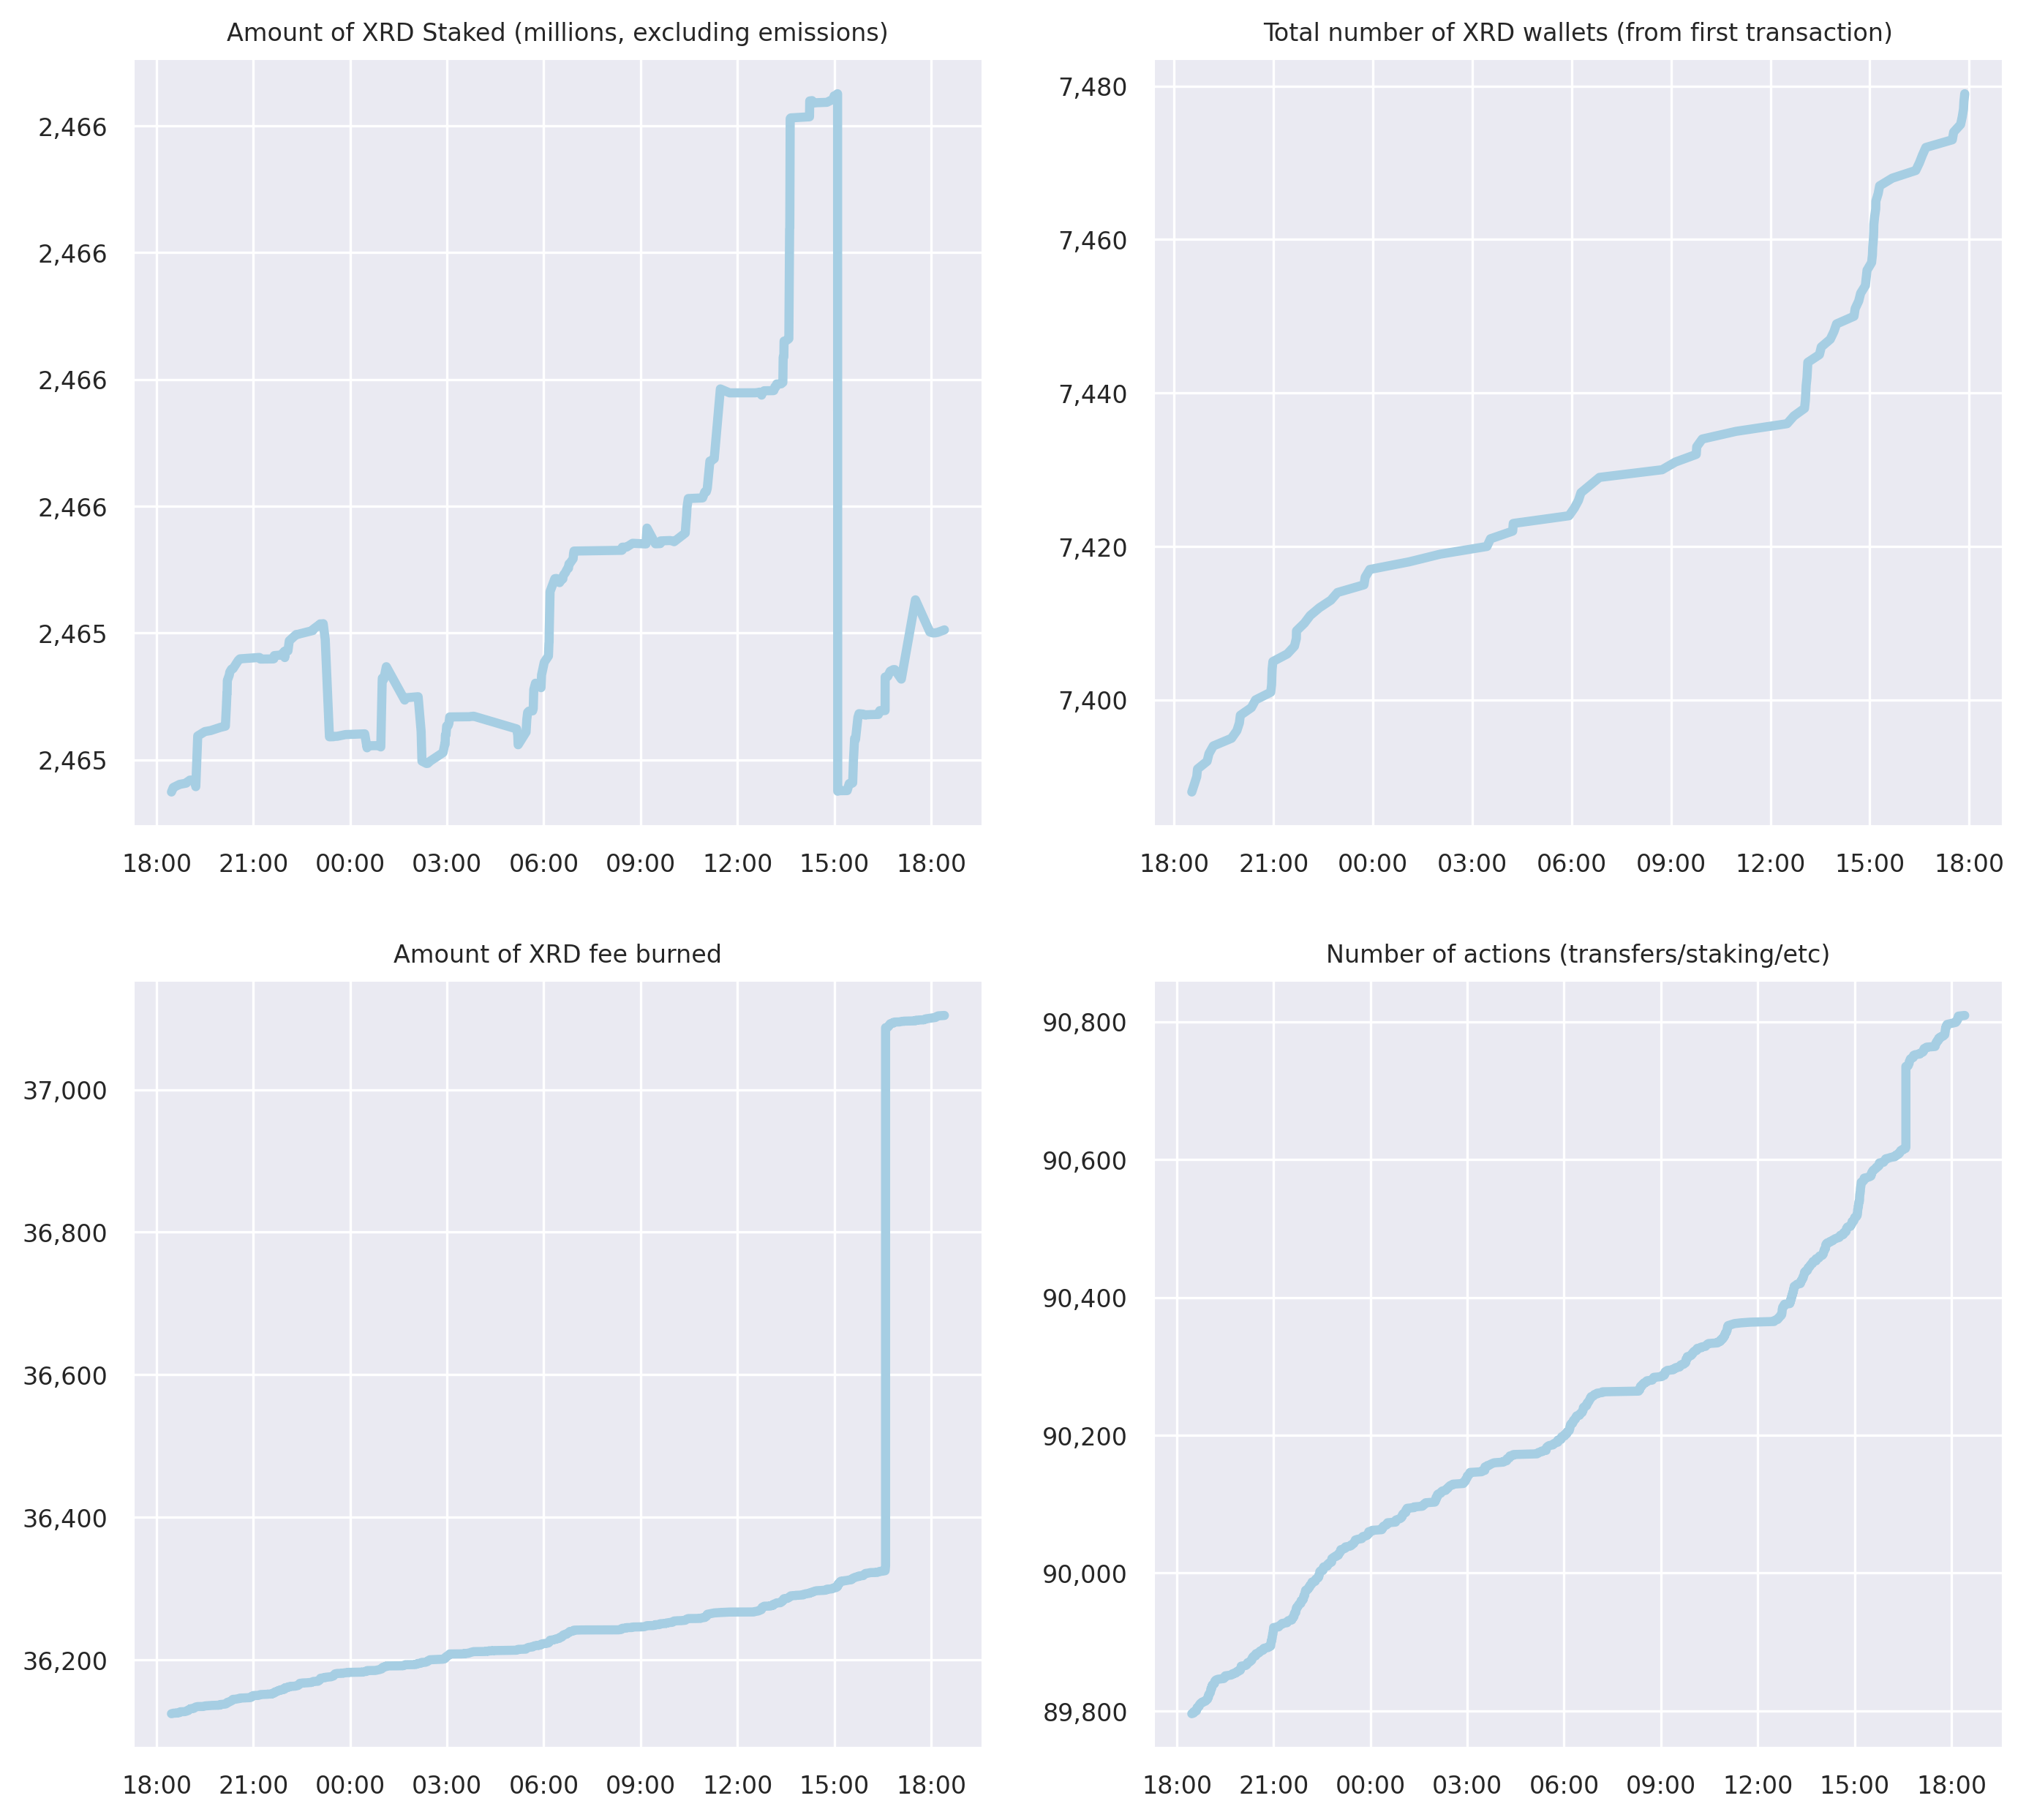 Amount of XRD Staked (millions, excluding emissions)
2,466
2,466
2,466
2,466
2,465
2,465
18:00 21:00 00:00 03:00 06:00 09:00 12:00 15:00 18:00
Total number of XRD wallets (from first transaction)
7,480
7,460
7,440
7,420
7,400
18:00 21:00 00:00 03:00 06:00 09:00 12:00 15:00 18:00
Amount of XRD fee burned
37,000
36,800
36,600
36,400
36,200
18:00 21:00 00:00 03:00 06:00 09:00 12:00 15:00 18:00
Number of actions (transfers/staking/etc)
90,800
90,600
90,400
90,200
90,000
89,800
18:00 21:00 00:00 03:00 06:00 09:00 12:00 15:00 18:00